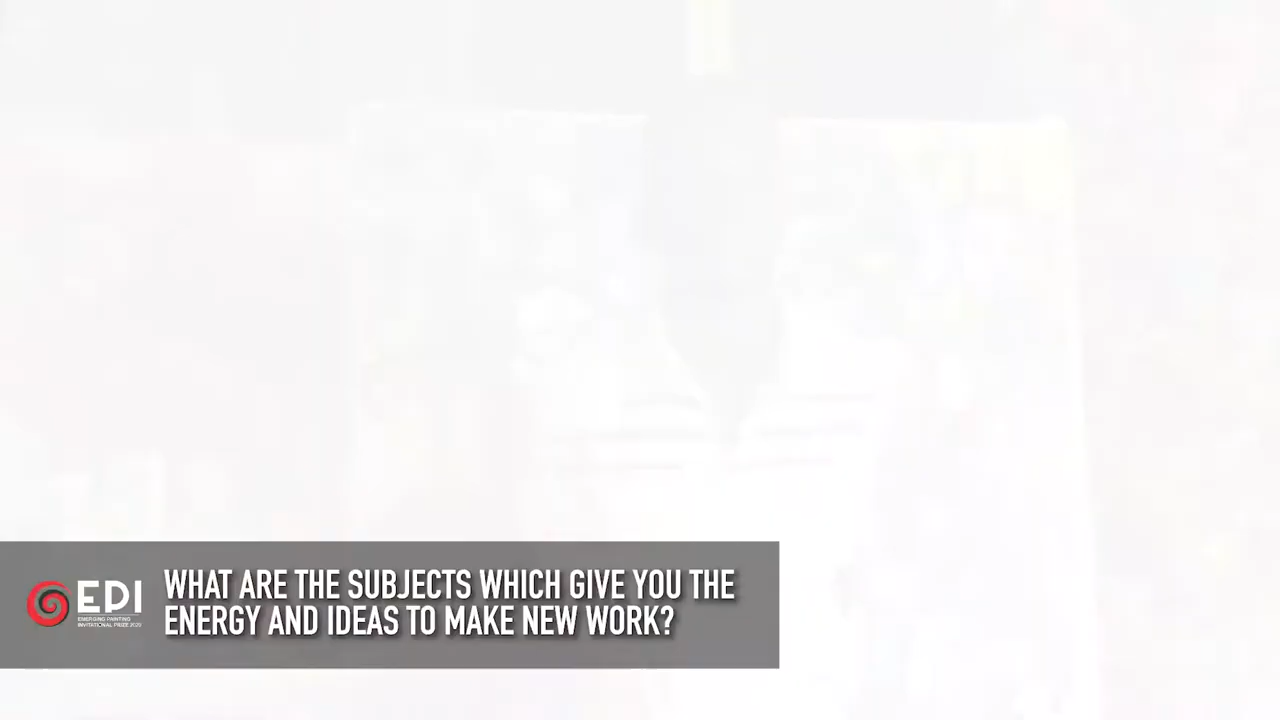 EPI
EMERGING PAINTING
INVITATIONAL PRIZE 2020
WHAT ARE THE SUBJECTS WHICH GIVE YOU THE
ENERGY AND IDEAS TO MAKE NEW WORK?